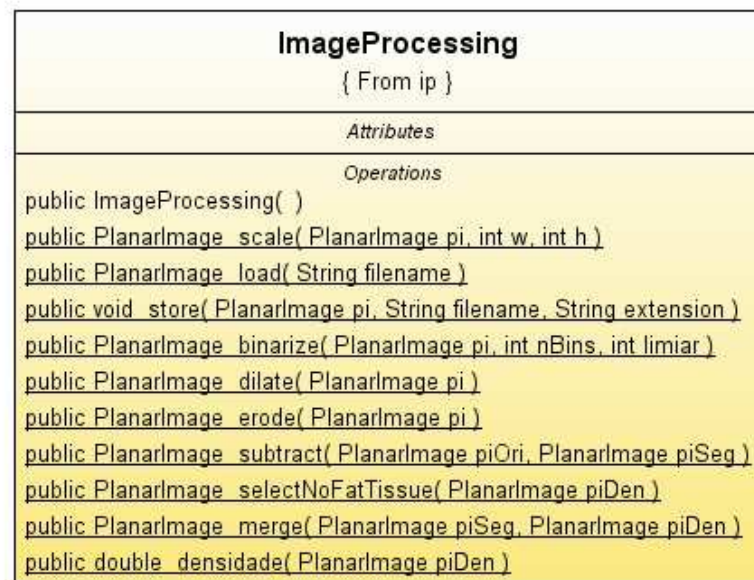 ImageProcessing
{ From ip }
Attributes
Operations
public ImageProcessing( )
public PlanarImage scale( PlanarImage pi, int w, int h )
public PlanarImage load( String filename )
public void store( PlanarImage pi, String filename, String extension )
public PlanarImage binarize( PlanarImage pi, int nBins, int limiar )
public PlanarImage dilate( PlanarImage pi )
public PlanarImage erode( PlanarImage pi )
public PlanarImage subtract( PlanarImage piOri, PlanarImage piSeg )
public PlanarImage selectNoFatTissue( PlanarImage piDen )
public PlanarImage merge( PlanarImage piSeg, PlanarImage piDen )
public double densidade( PlanarImage piDen )